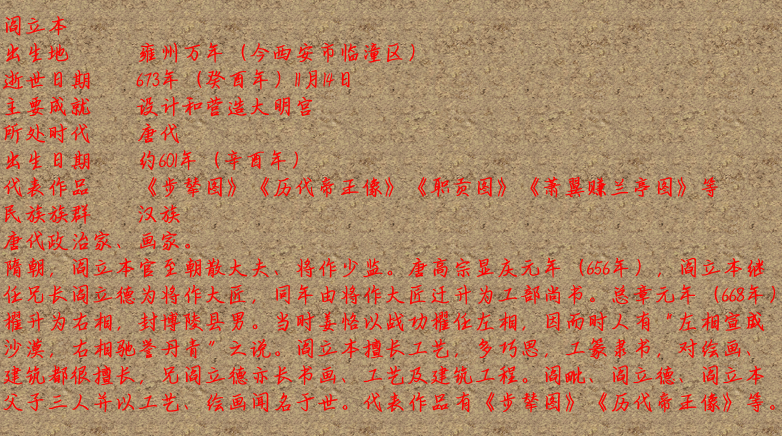 阎立本
出生地 雍州万年（今西安市临潼区）
逝世日期 673年（癸酉年）11月14日
主要成就 设计和营造大明宫
所处时代 唐代
出生日期 约601年（辛酉年）
代表作品 《步辇图》《历代帝王像》《职贡图》《萧翼赚兰亭图》等
民族族群 汉族
唐代政治家、画家。
隋朝，阎立本官至朝散大夫、将作少监。唐高宗显庆元年（656年），阎立本继
任兄长阎立德为将作大匠，同年由将作大匠迁升为工部尚书。总章元年（668年）
擢升为右相，封博陵县男。当时姜恪以战功擢任左相，因而时人有“左相宣威
沙漠，右相驰誉丹青”之说。阎立本擅长工艺，多巧思，工篆隶书，对绘画、
建筑都很擅长，兄阎立德亦长书画、工艺及建筑工程。阎毗、阎立德、阎立本
父子三人并以工艺、绘画闻名于世。代表作品有《步辇图》《历代帝王像》等。